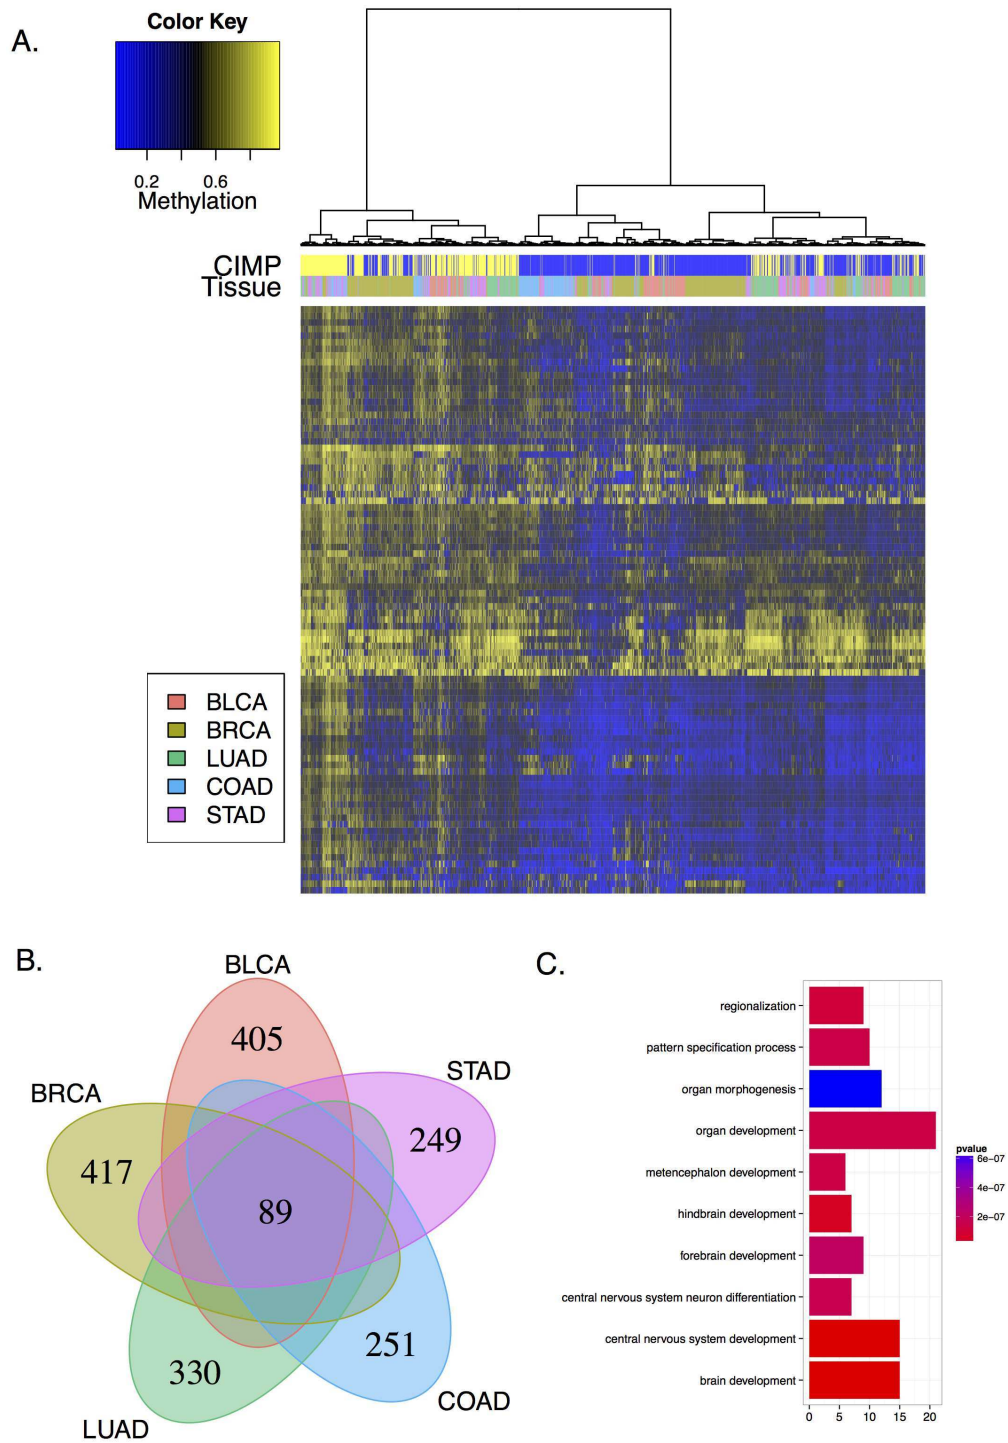 A.
Color Key
0.2 0.6
Methylation
CIMP
Tissue
BLCA
BRCA
LUAD
COAD
STAD
B.
BLCA
405
STAD
249
BRCA
417
89
251
COAD
330
LUAD
C.
regionalization
pattern specification process
organ morphogenesis
organ development
metencephalon development
hindbrain development
forebrain development
central nervous system neuron differentiation
central nervous system development
brain development
0 5 10 15 20
pvalue
6e-07
4e-07
2e-07